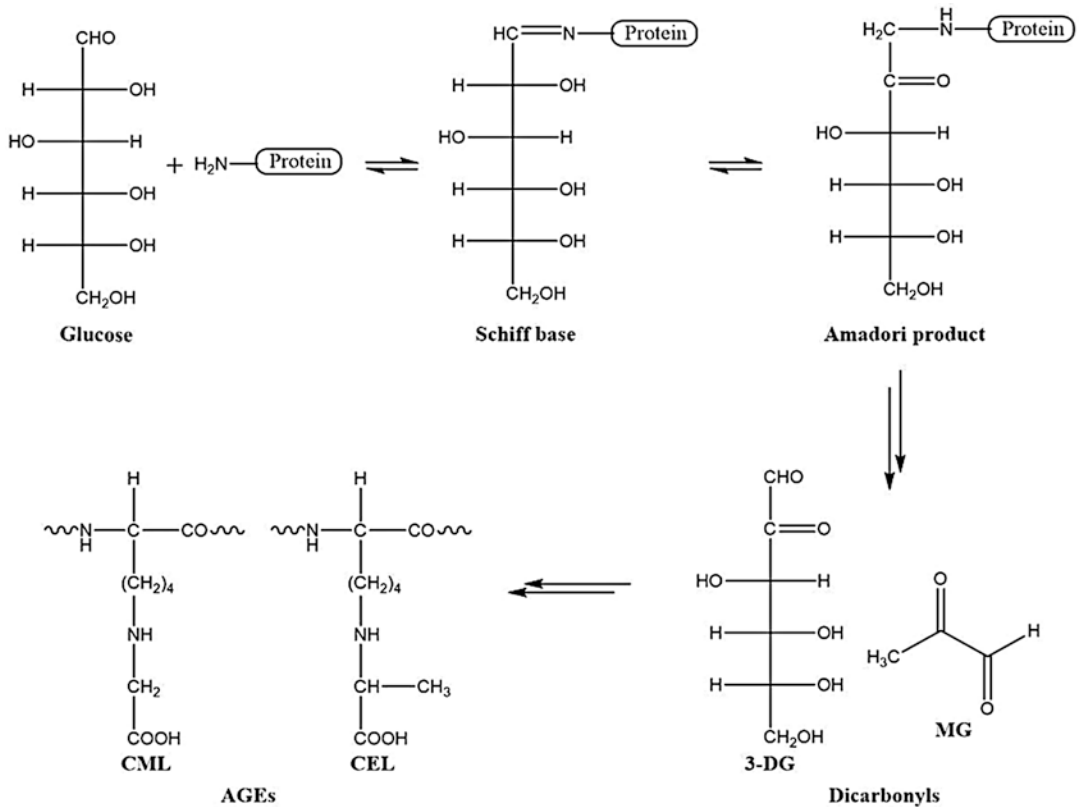 CHO
H OH
HO H
H OH
H OH
CH2OH
Glucose
+ H2N Protein
HC N Protein
H OH
HO H
H OH
H OH
CH2OH
Schiff base
H
H2C N Protein
C O
HO H
H OH
H OH
CH2OH
Amadori product
H
N C CO
H
(CH2)4
NH
CH2
COOH
CML
H
N C CO
H
(CH2)4
NH
CH CH3
COOH
CEL
AGEs
CHO
C O
HO H
H OH
H OH
CH2OH
3-DG
O
H
H3C
O
MG
Dicarbonyls